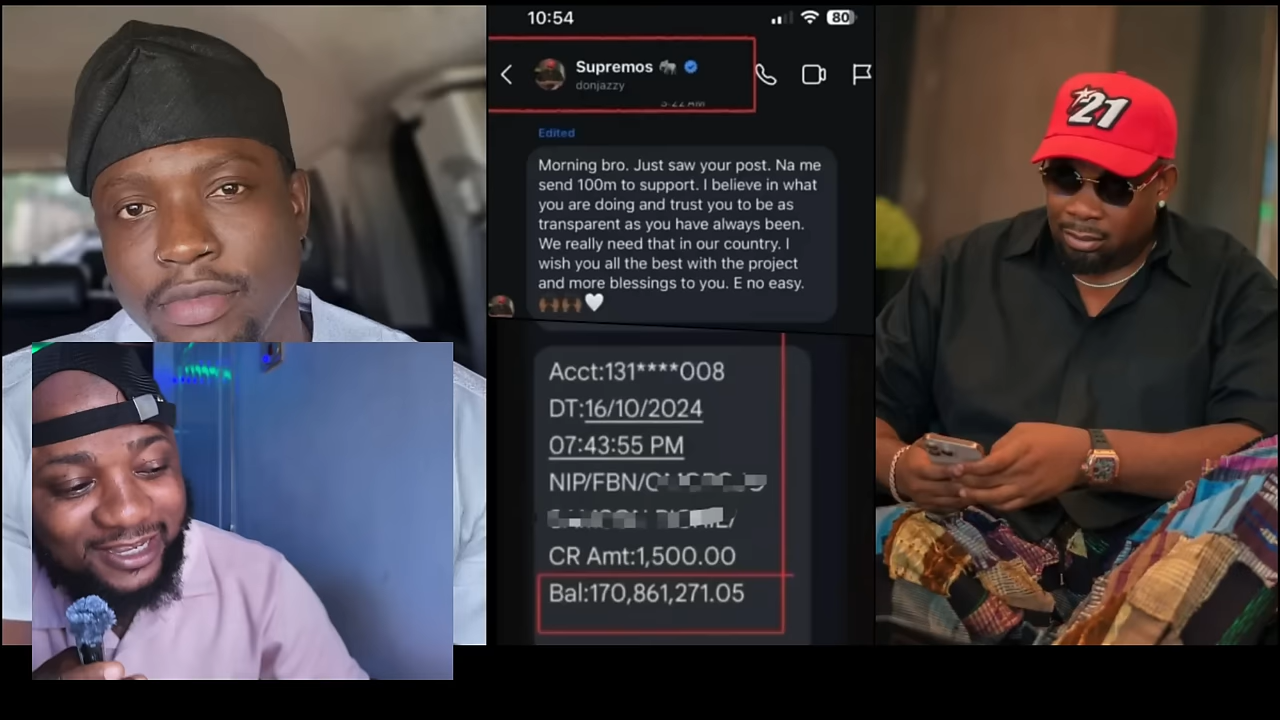 10:54
80
Supremos
donjazzy
Edited
Morning bro. Just saw your post. Na me
send 100m to support. I believe in what
you are doing and trust you to be as
transparent as you have always been.
We really need that in our country. I
wish you all the best with the project
and more blessings to you. E no easy.
Acct:131****008
DT:16/10/2024
07:43:55 PM
NIP/FBN/
CR Amt:1,500.00
Bal:170,861,271.05
21